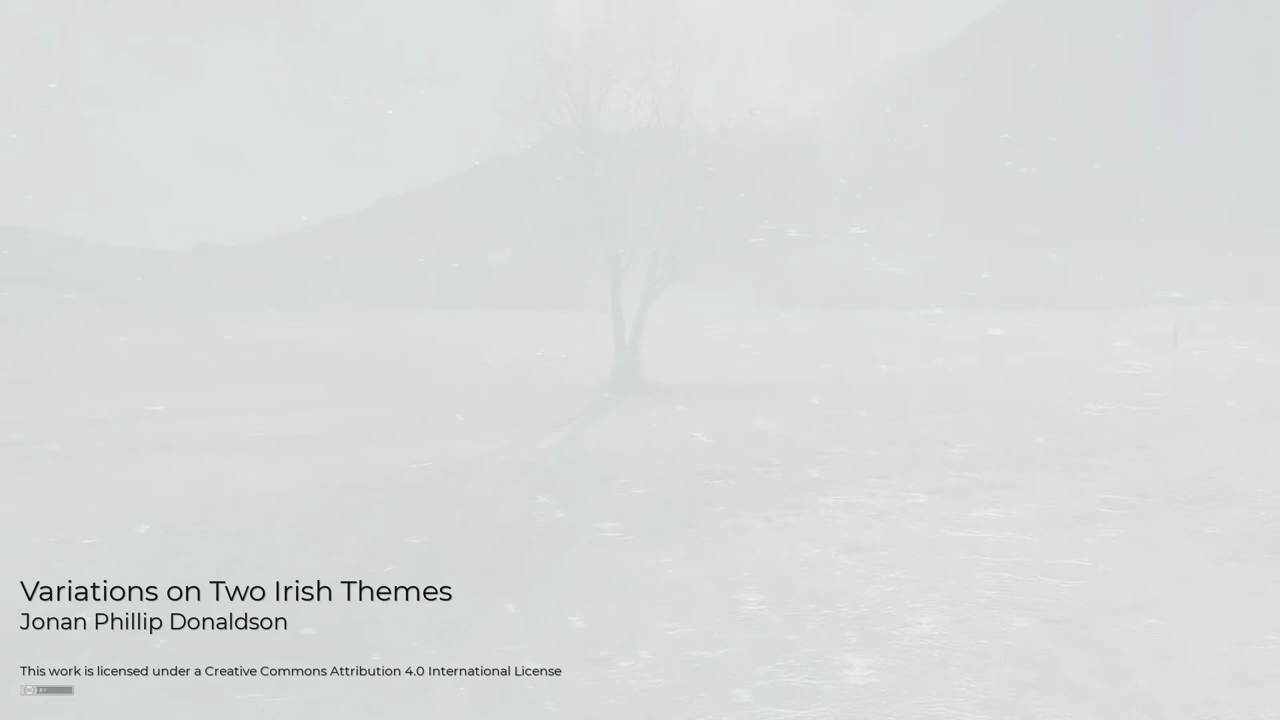 Variations on Two Irish Themes
Jonan Phillip Donaldson
This work is licensed under a Creative Commons Attribution 4.0 International License
BY